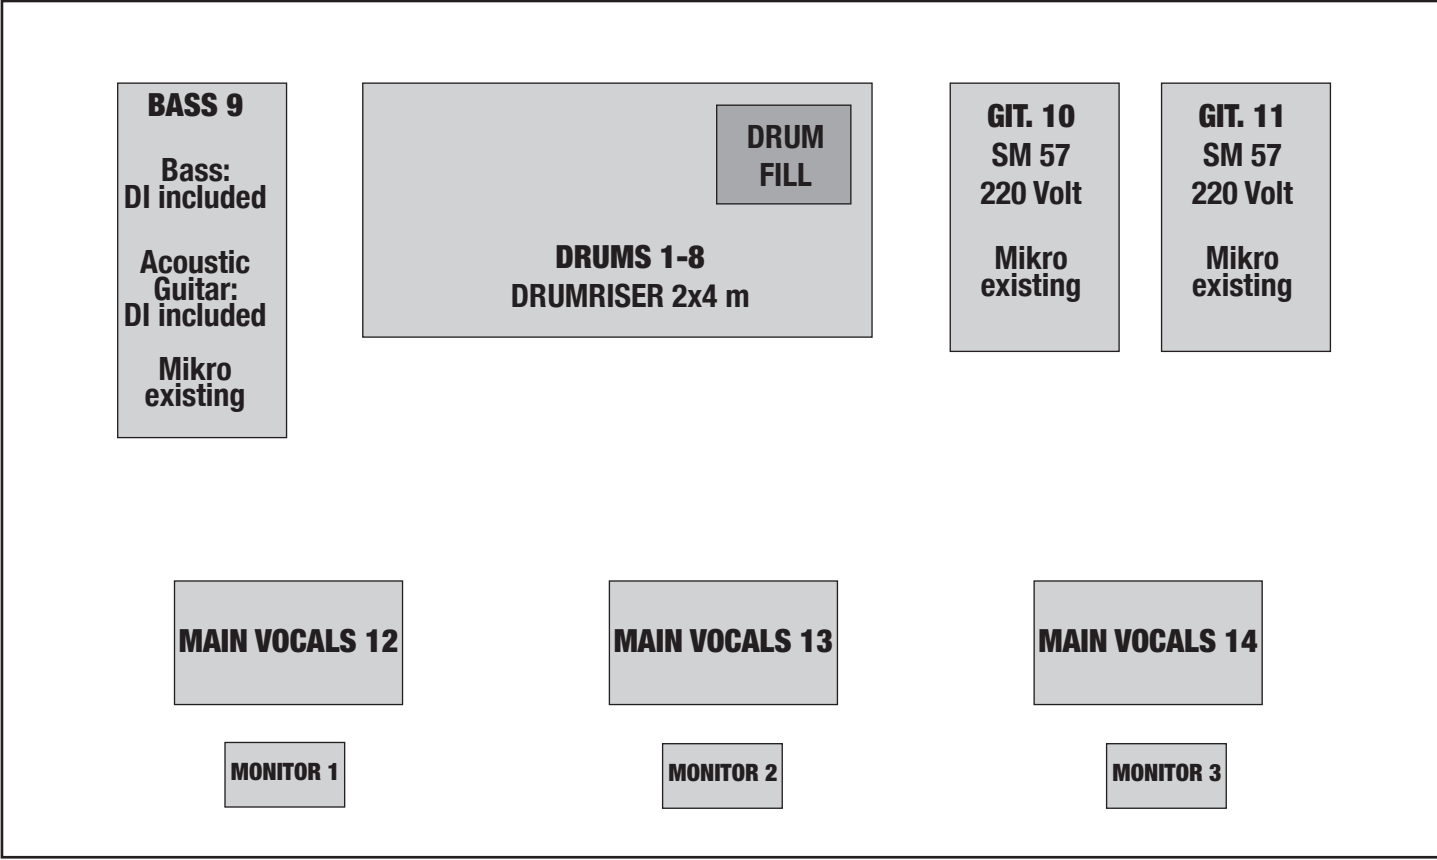 BASS 9
Bass:
DI included
Acoustic
Guitar:
DI included
Mikro
existing
DRUM
FILL
DRUMS 1-8
DRUMRISER 2x4 m
GIT. 10
SM 57
220 Volt
Mikro
existing
GIT. 11
SM 57
220 Volt
Mikro
existing
MAIN VOCALS 12
MAIN VOCALS 13
MAIN VOCALS 14
MONITOR 1
MONITOR 2
MONITOR 3